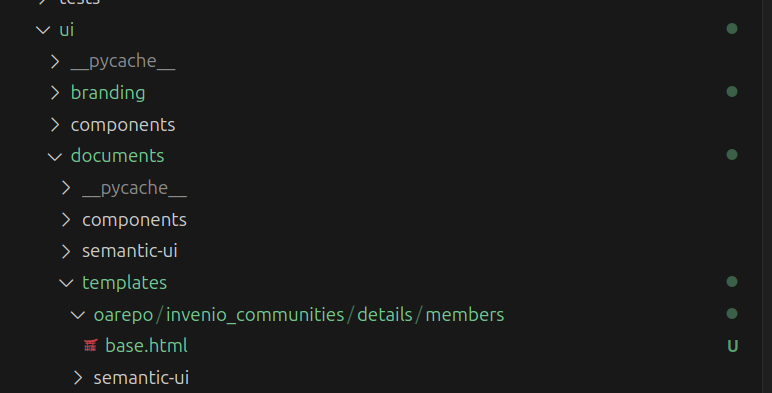 tests
ui
__pycache__
branding
components
documents
__pycache__
components
semantic-ui
templates
oarepo/invenio_communities/details/members
base.html U
semantic-ui